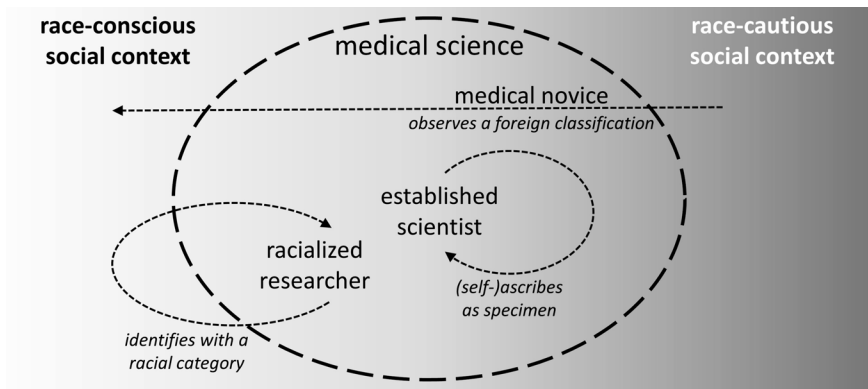 race-conscious
social context
medical science
race-cautious
social context
medical novice
observes a foreign classification
established
scientist
racialized
researcher
(self-)ascribes
as specimen
identifies with a
racial category